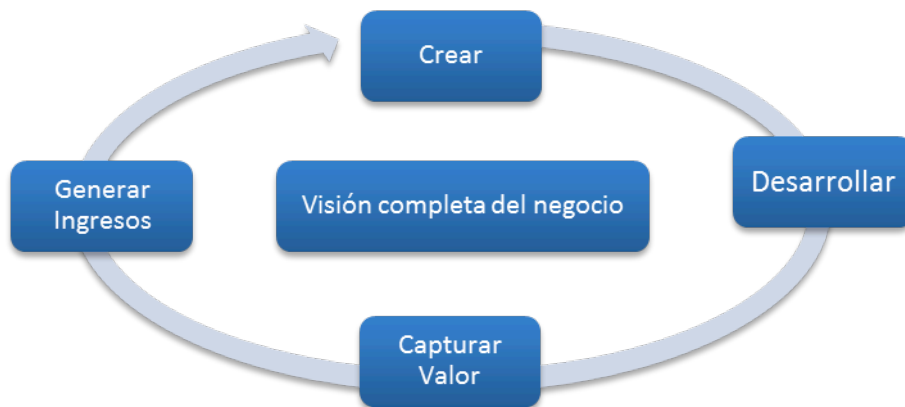 Crear
Desarrollar
Generar
Ingresos
Visión completa del negocio
Capturar
Valor